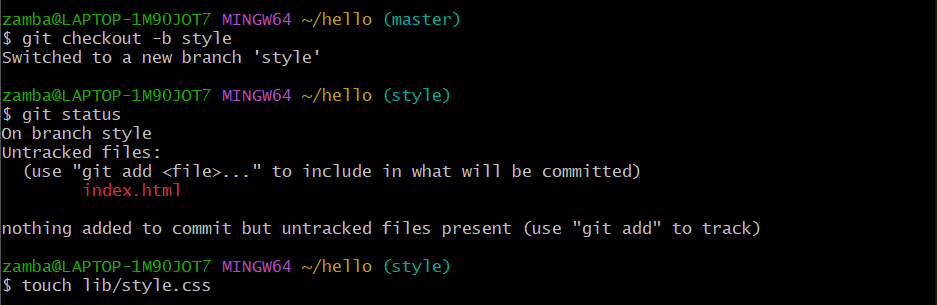 zamba@LAPTOP-1M90JOT7 MINGW64 ~/hello (master)
$ git checkout -b style
Switched to a new branch 'style'

zamba@LAPTOP-1M90JOT7 MINGW64 ~/hello (style)
$ git status
On branch style
Untracked files:
  (use "git add <file>..." to include in what will be committed)
        index.html

nothing added to commit but untracked files present (use "git add" to track)

zamba@LAPTOP-1M90JOT7 MINGW64 ~/hello (style)
$ touch lib/style.css